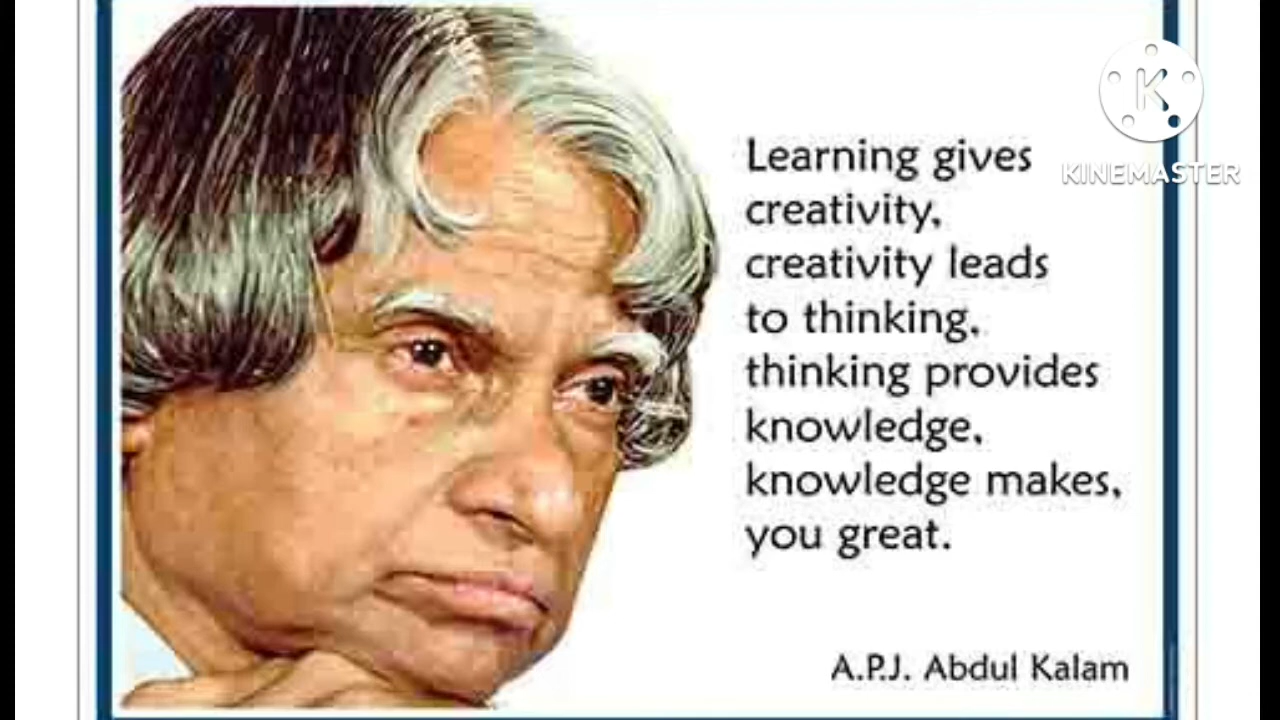 Learning gives
creativity,
creativity leads
to thinking,
thinking provides
knowledge,
knowledge makes,
you great.
A.P.J. Abdul Kalam
K
KINEMASTER